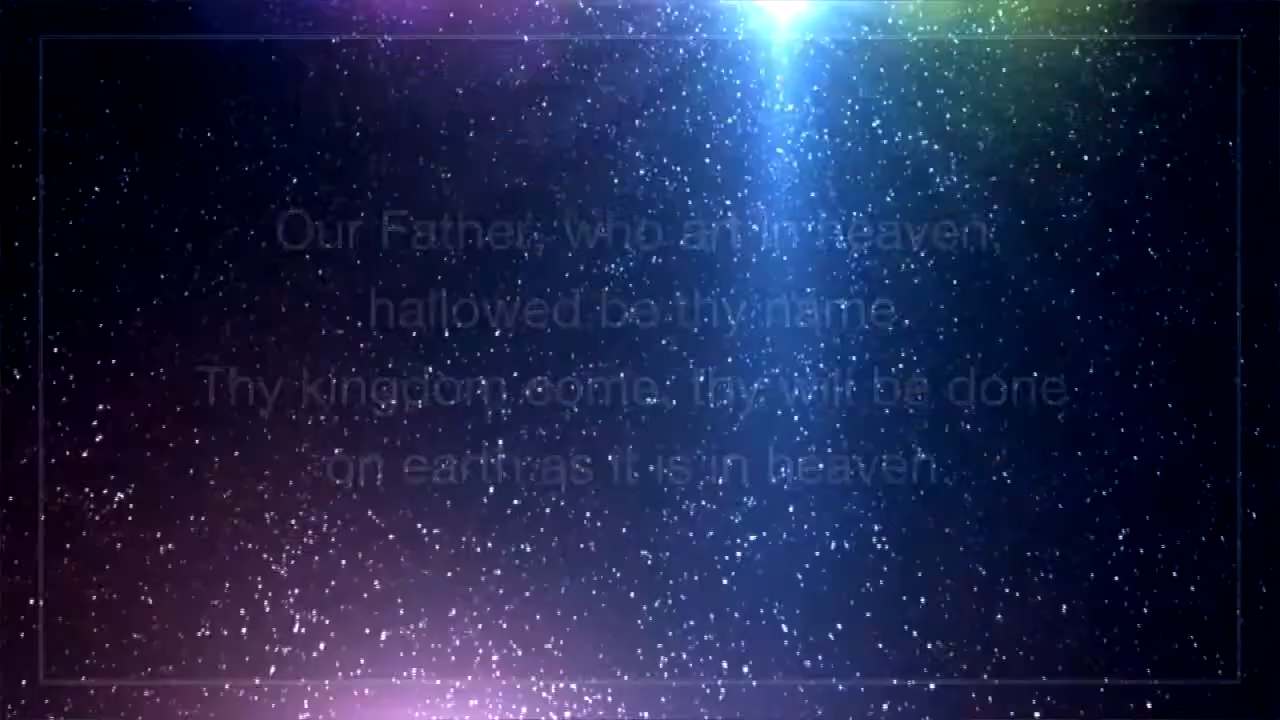 Our Father, who art in heaven,
hallowed be thy name
Thy kingdom come, thy will be done
on earth as it is in heaven.